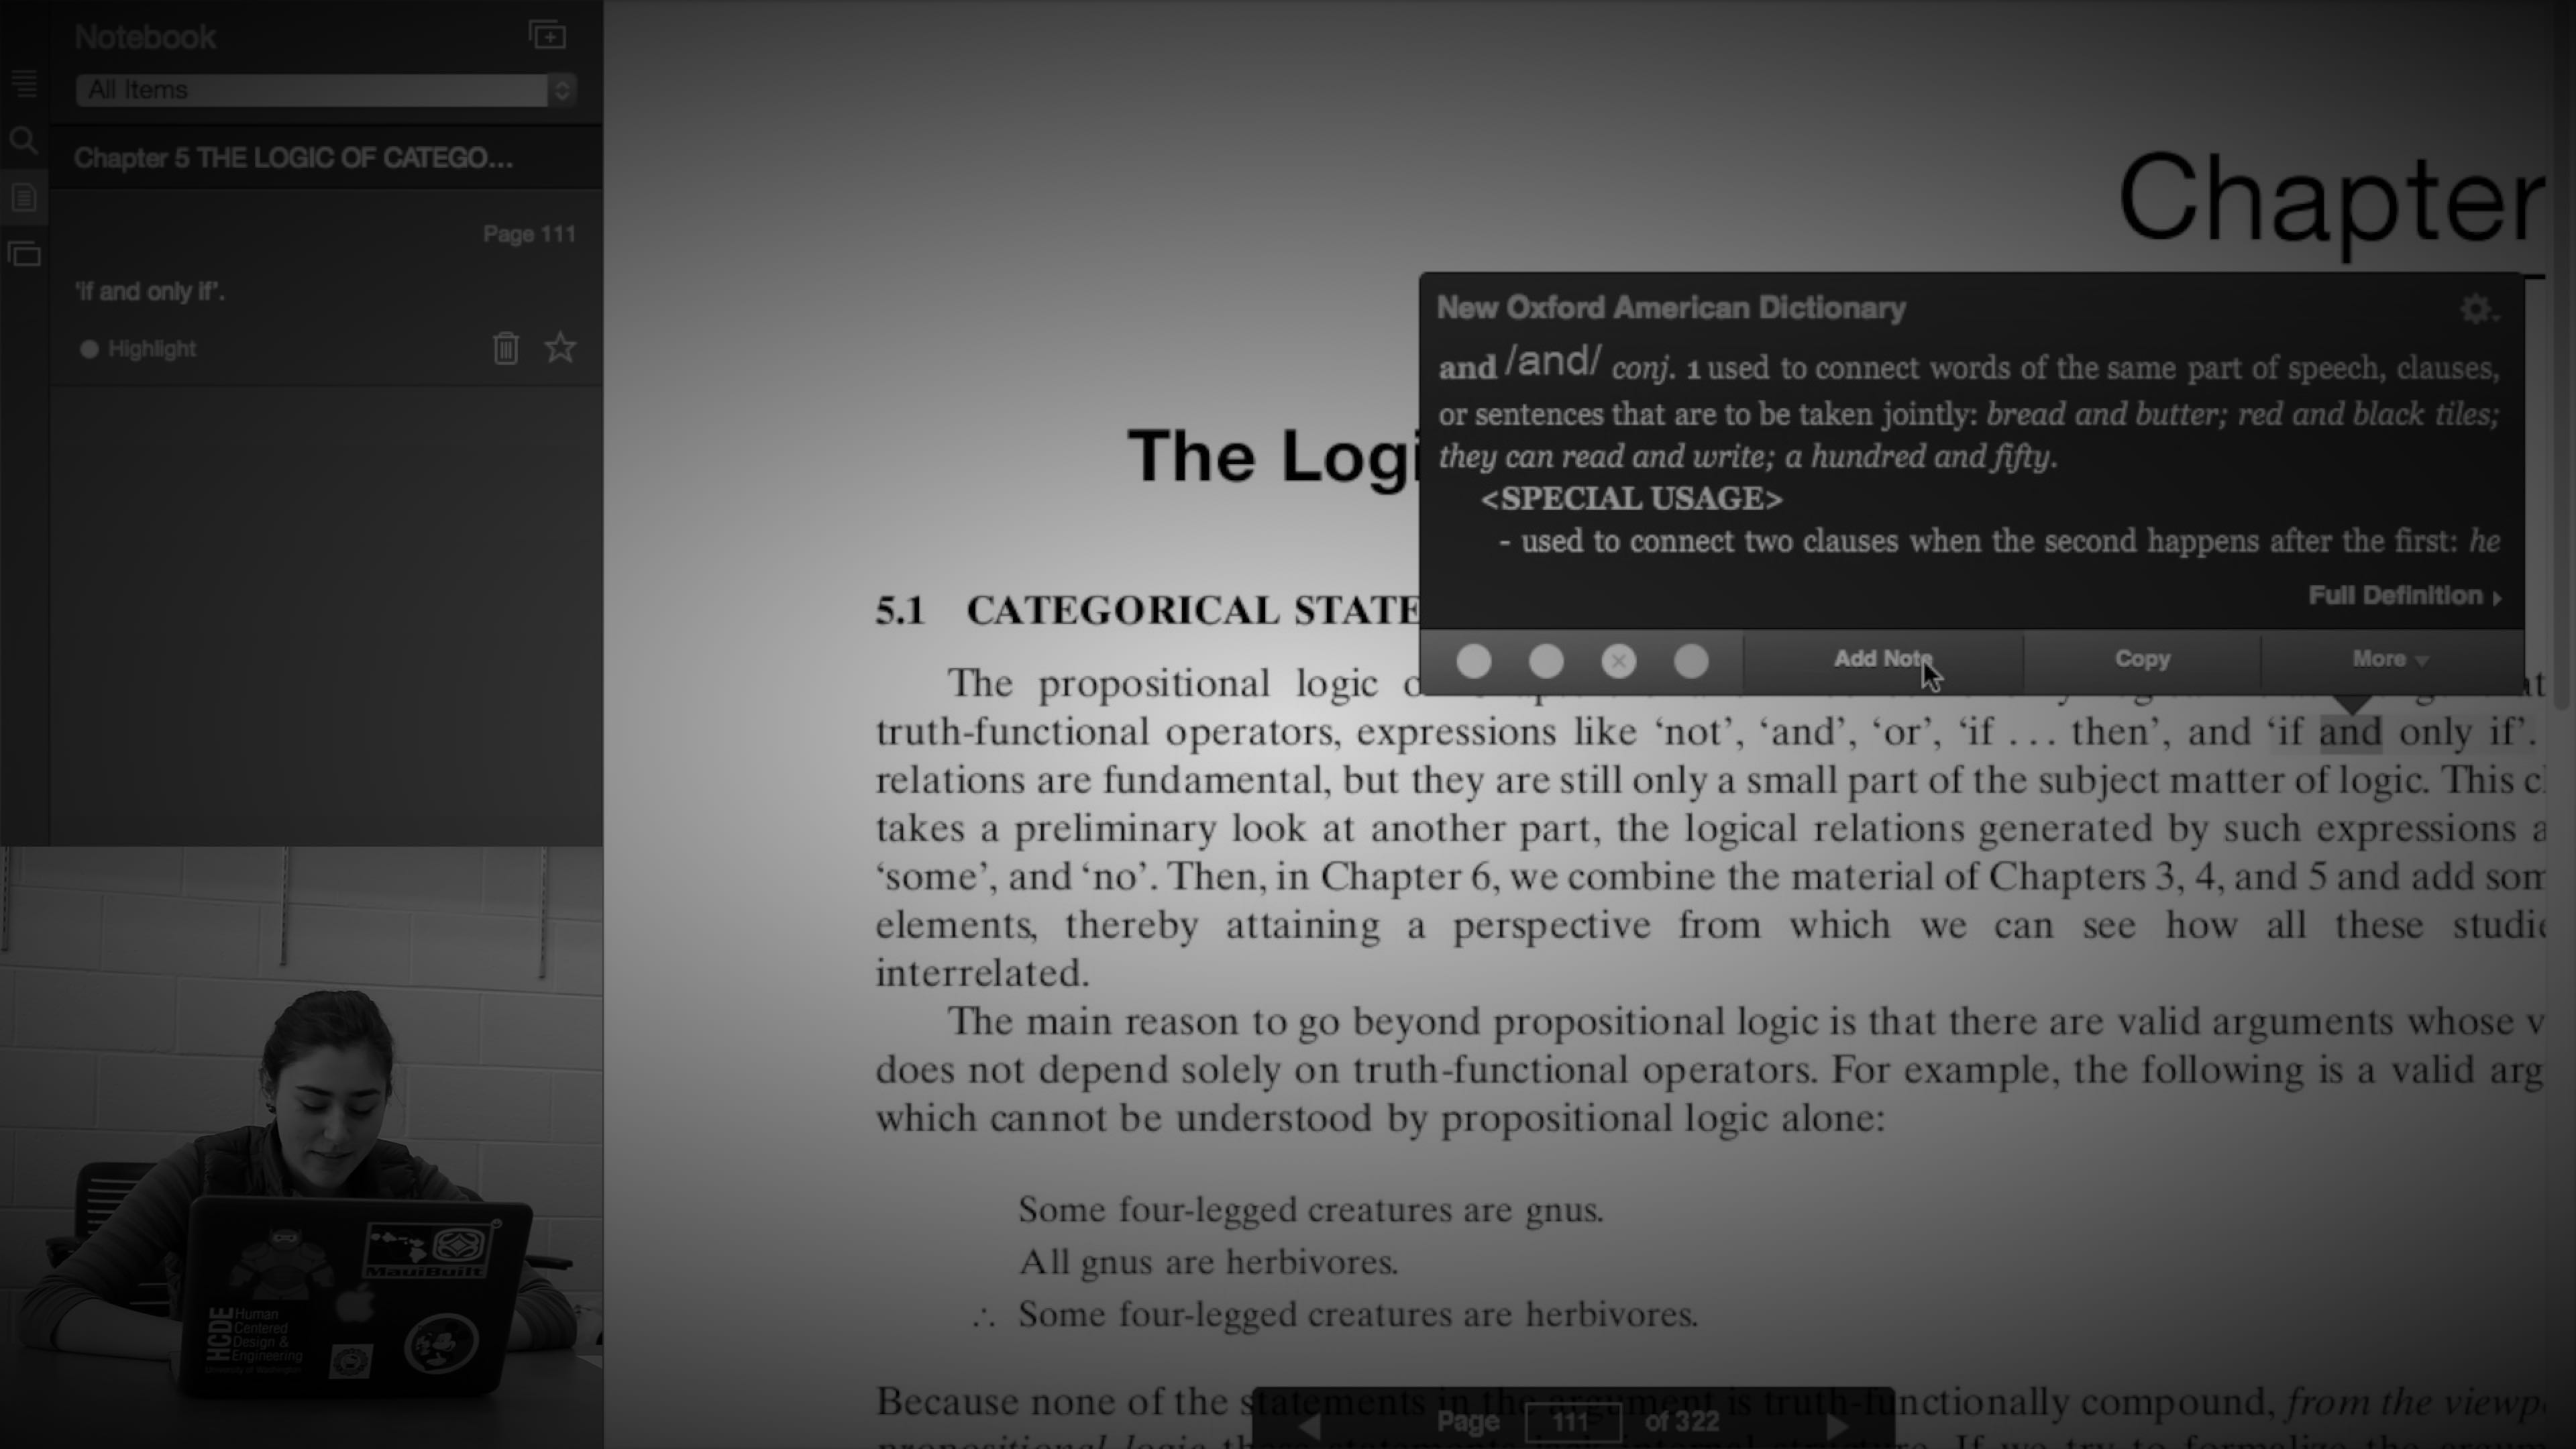 Notebook
All Items
Chapter 5 THE LOGIC OF CATEGO...
Page 111
'if and only if'.
Highlight
Chapter
New Oxford American Dictionary
and /and/ conj. 1 used to connect words of the same part of speech, clauses,
or sentences that are to be taken jointly: bread and butter; red and black tiles;
they can read and write; a hundred and fifty.
<SPECIAL USAGE>
- used to connect two clauses when the second happens after the first: he
Full Definition
Add Note
Copy
More
The Logi
5.1 CATEGORICAL STATE
The propositional logic o
truth-functional operators, expressions like ‘not’, ‘and’, ‘or’, ‘if . . . then’, and ‘if and only if’.
relations are fundamental, but they are still only a small part of the subject matter of logic. This c
takes a preliminary look at another part, the logical relations generated by such expressions a
‘some’, and ‘no’. Then, in Chapter 6, we combine the material of Chapters 3, 4, and 5 and add som
elements, thereby attaining a perspective from which we can see how all these studie
interrelated.
The main reason to go beyond propositional logic is that there are valid arguments whose v
does not depend solely on truth-functional operators. For example, the following is a valid arg
which cannot be understood by propositional logic alone:
Some four-legged creatures are gnus.
All gnus are herbivores.
∴ Some four-legged creatures are herbivores.
Because none of the statements in the argument is truth-functionally compound, from the viewp
Page 111 of 322
MauiBuilt
HCDE
Human
Centered
Design &
Engineering
University of Washington